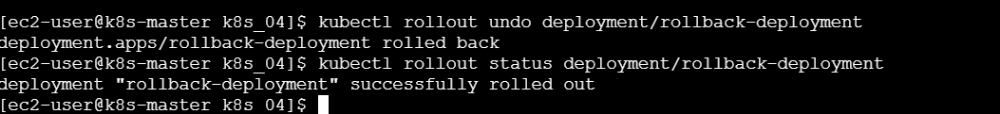 [ec2-user@k8s-master k8s_04]$ kubectl rollout undo deployment/rollback-deployment
deployment.apps/rollback-deployment rolled back
[ec2-user@k8s-master k8s_04]$ kubectl rollout status deployment/rollback-deployment
deployment "rollback-deployment" successfully rolled out
[ec2-user@k8s-master k8s_04]$